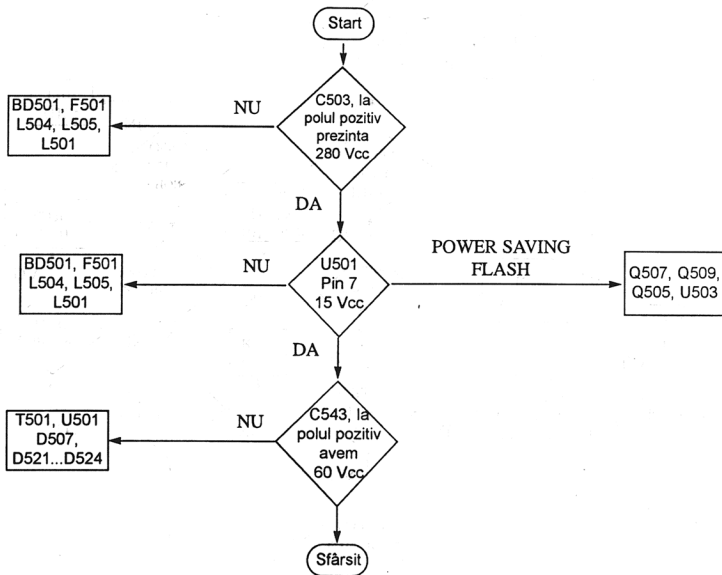 Start
C503, la
polul pozitiv
prezinta
280 Vcc
NU
BD501, F501
L504, L505,
L501
DA
U501
Pin 7
15 Vcc
NU
BD501, F501
L504, L505,
L501
POWER SAVING
FLASH
Q507, Q509,
Q505, U503
DA
C543, la
polul pozitiv
avem
60 Vcc
NU
T501, U501
D507,
D521...D524
Sfârsit